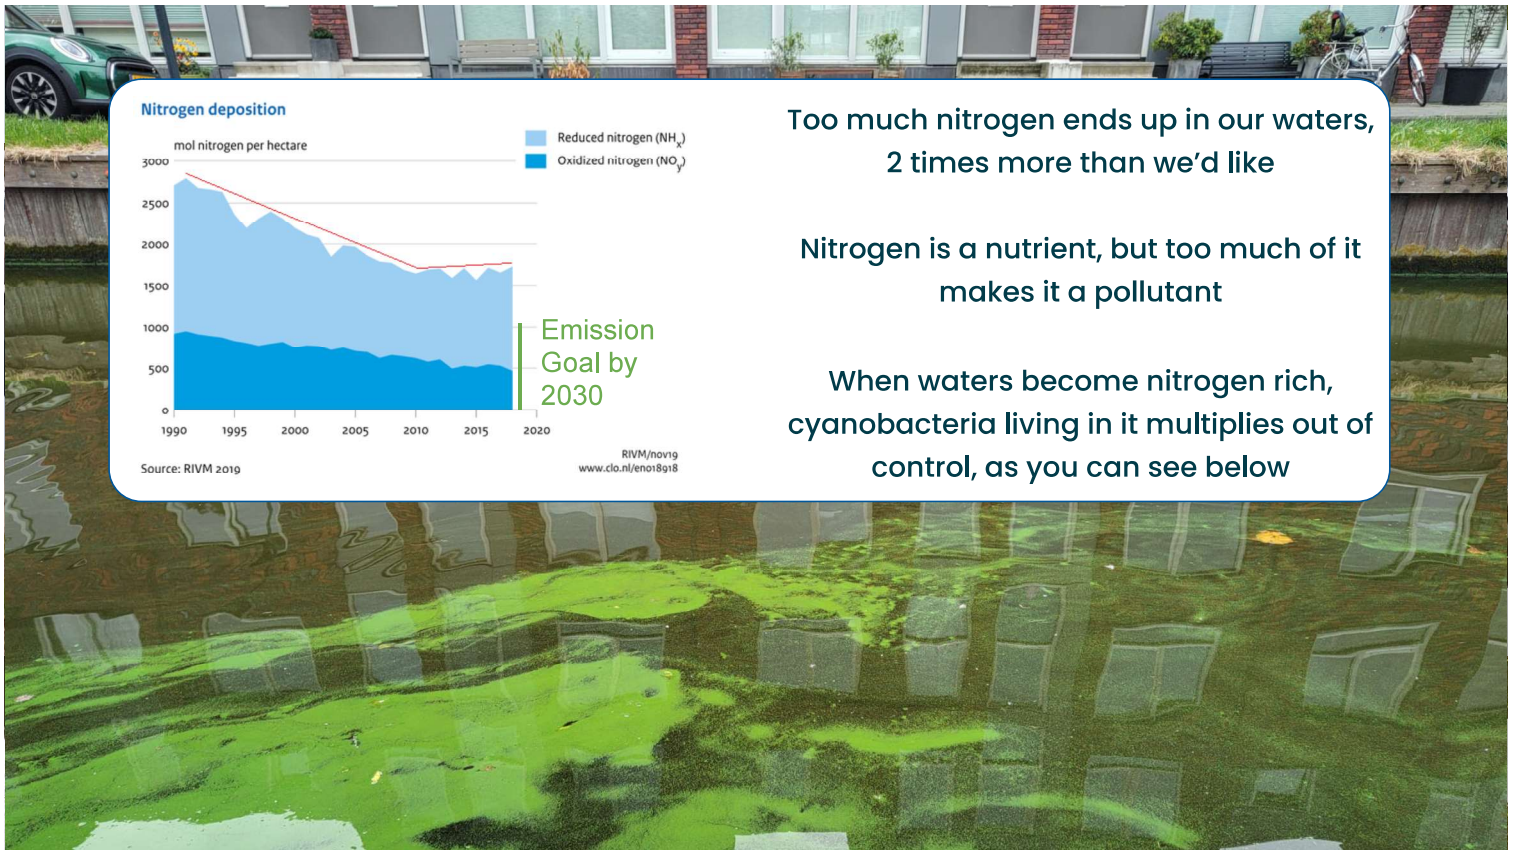 Nitrogen deposition
mol nitrogen per hectare
Reduced nitrogen (NHx)
Oxidized nitrogen (NOy)
3000
2500
2000
1500
1000
500
0
1990 1995 2000 2005 2010 2015 2020
Emission
Goal by
2030
Source: RIVM 2019
RIVM/nov19
www.clo.nl/en018918
Too much nitrogen ends up in our waters,
2 times more than we’d like
Nitrogen is a nutrient, but too much of it
makes it a pollutant
When waters become nitrogen rich,
cyanobacteria living in it multiplies out of
control, as you can see below